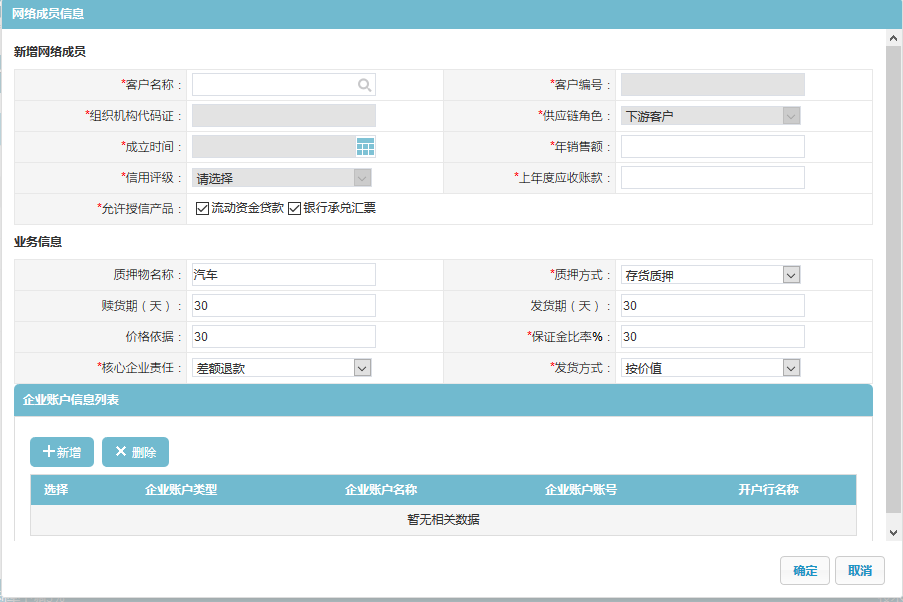 网络成员信息
新增网络成员
*客户名称： *客户编号：
*组织机构代码证： *供应链角色： 下游客户
*成立时间： *年销售额：
*信用评级： 请选择 *上年度应收账款：
*允许授信产品： 流动资金贷款 银行承兑汇票
业务信息
质押物名称： 汽车 *质押方式： 存货质押
赎货期（天）： 30 发货期（天）： 30
价格依据： 30 *保证金比率%： 30
*核心企业责任： 差额退款 *发货方式： 按价值
企业账户信息列表
新增 删除
选择 企业账户类型 企业账户名称 企业账户账号 开户行名称
暂无相关数据
确定 取消